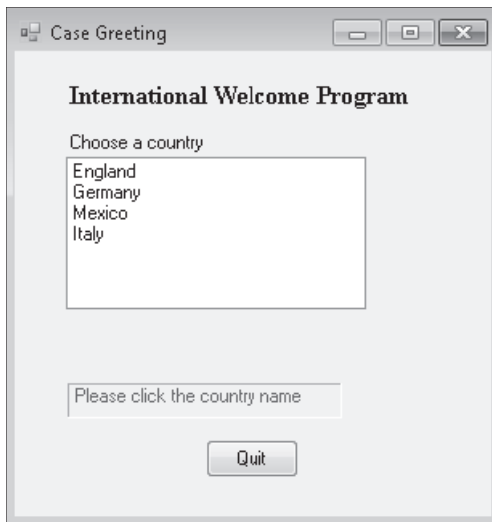 Case Greeting
International Welcome Program
Choose a country
England
Germany
Mexico
Italy
Please click the country name
Quit